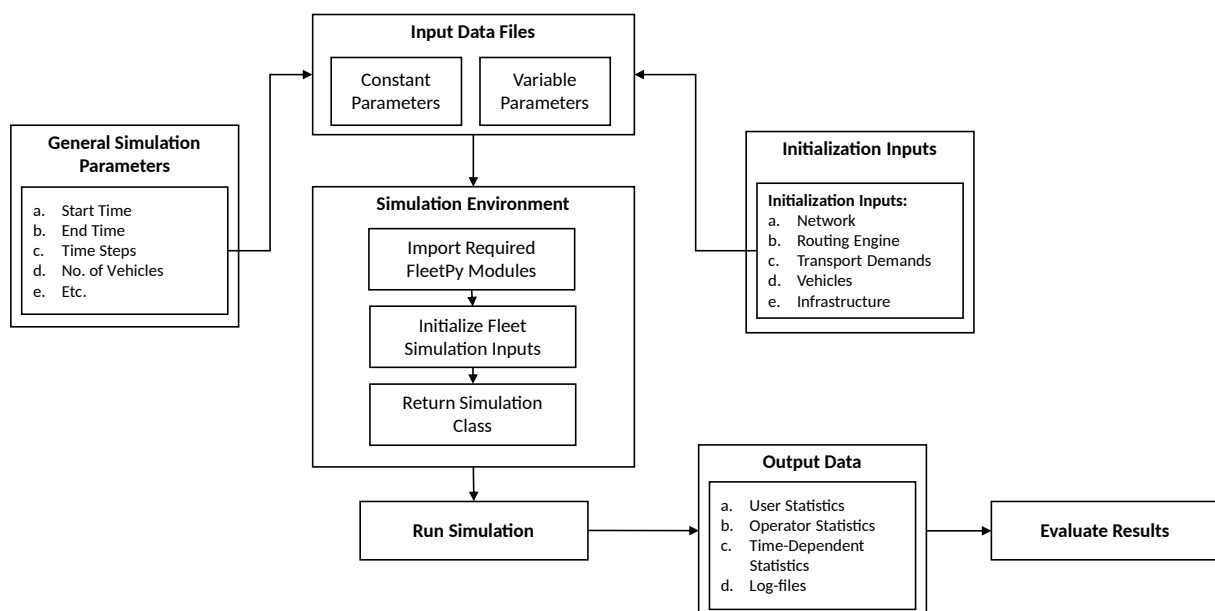 Input Data Files
Constant
Parameters
Variable
Parameters
General Simulation
Parameters
a. Start Time
b. End Time
c. Time Steps
d. No. of Vehicles
e. Etc.
Initialization Inputs
Initialization Inputs:
a. Network
b. Routing Engine
c. Transport Demands
d. Vehicles
e. Infrastructure
Simulation Environment
Import Required
FleetPy Modules
Initialize Fleet
Simulation Inputs
Return Simulation
Class
Run Simulation
Output Data
a. User Statistics
b. Operator Statistics
c. Time-Dependent
Statistics
d. Log-files
Evaluate Results